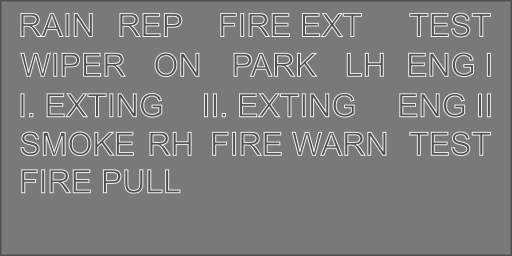 RAIN REP FIRE EXT TEST
WIPER ON PARK LH ENG I
I. EXTING II. EXTING ENG II
SMOKE RH FIRE WARN TEST
FIRE PULL